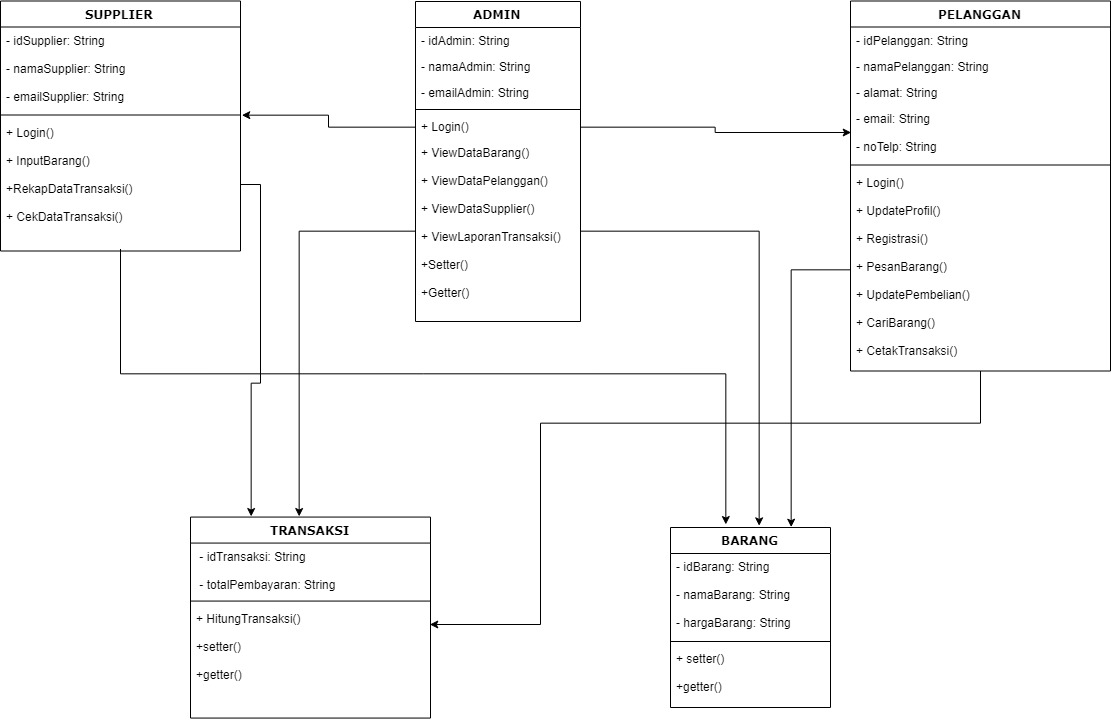 SUPPLIER
- idSupplier: String
- namaSupplier: String
- emailSupplier: String
+ Login()
+ InputBarang()
+RekapDataTransaksi()
+ CekDataTransaksi()
ADMIN
- idAdmin: String
- namaAdmin: String
- emailAdmin: String
+ Login()
+ ViewDataBarang()
+ ViewDataPelanggan()
+ ViewDataSupplier()
+ ViewLaporanTransaksi()
+Setter()
+Getter()
PELANGGAN
- idPelanggan: String
- namaPelanggan: String
- alamat: String
- email: String
- noTelp: String
+ Login()
+ UpdateProfil()
+ Registrasi()
+ PesanBarang()
+ UpdatePembelian()
+ CariBarang()
+ CetakTransaksi()
TRANSAKSI
- idTransaksi: String
- totalPembayaran: String
+ HitungTransaksi()
+setter()
+getter()
BARANG
- idBarang: String
- namaBarang: String
- hargaBarang: String
+ setter()
+getter()